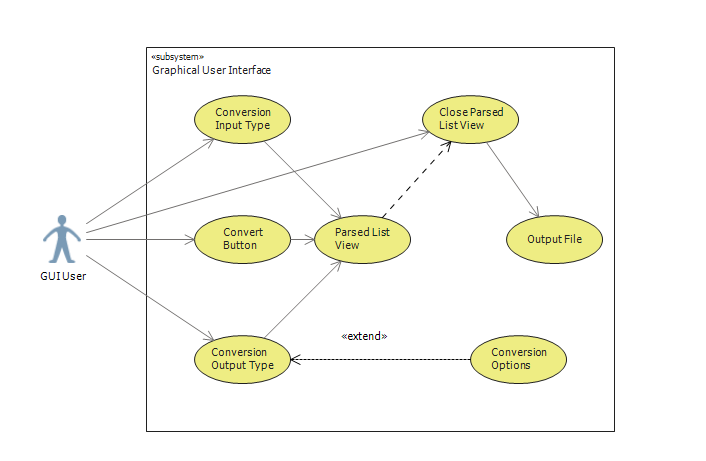 «subsystem»
Graphical User Interface
Conversion
Input Type
Close Parsed
List View
Convert
Button
Parsed List
View
Output File
GUI User
«extend»
Conversion
Output Type
Conversion
Options